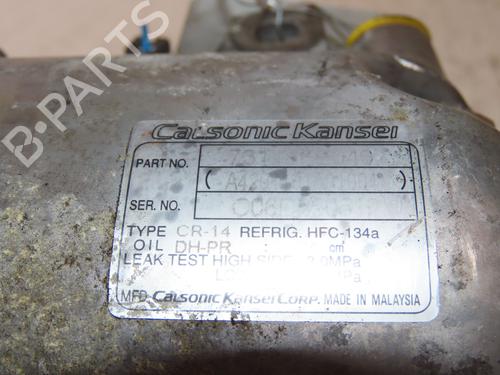 B-PARTS
Calsonic Kansei
PART NO.
SER. NO.
TYPE CR-14 REFRIG. HFC-134a
OIL DH-PR cm³
LEAK TEST HIGH SIDE MPa
MFD. Calsonic Kansei Corp. MADE IN MALAYSIA